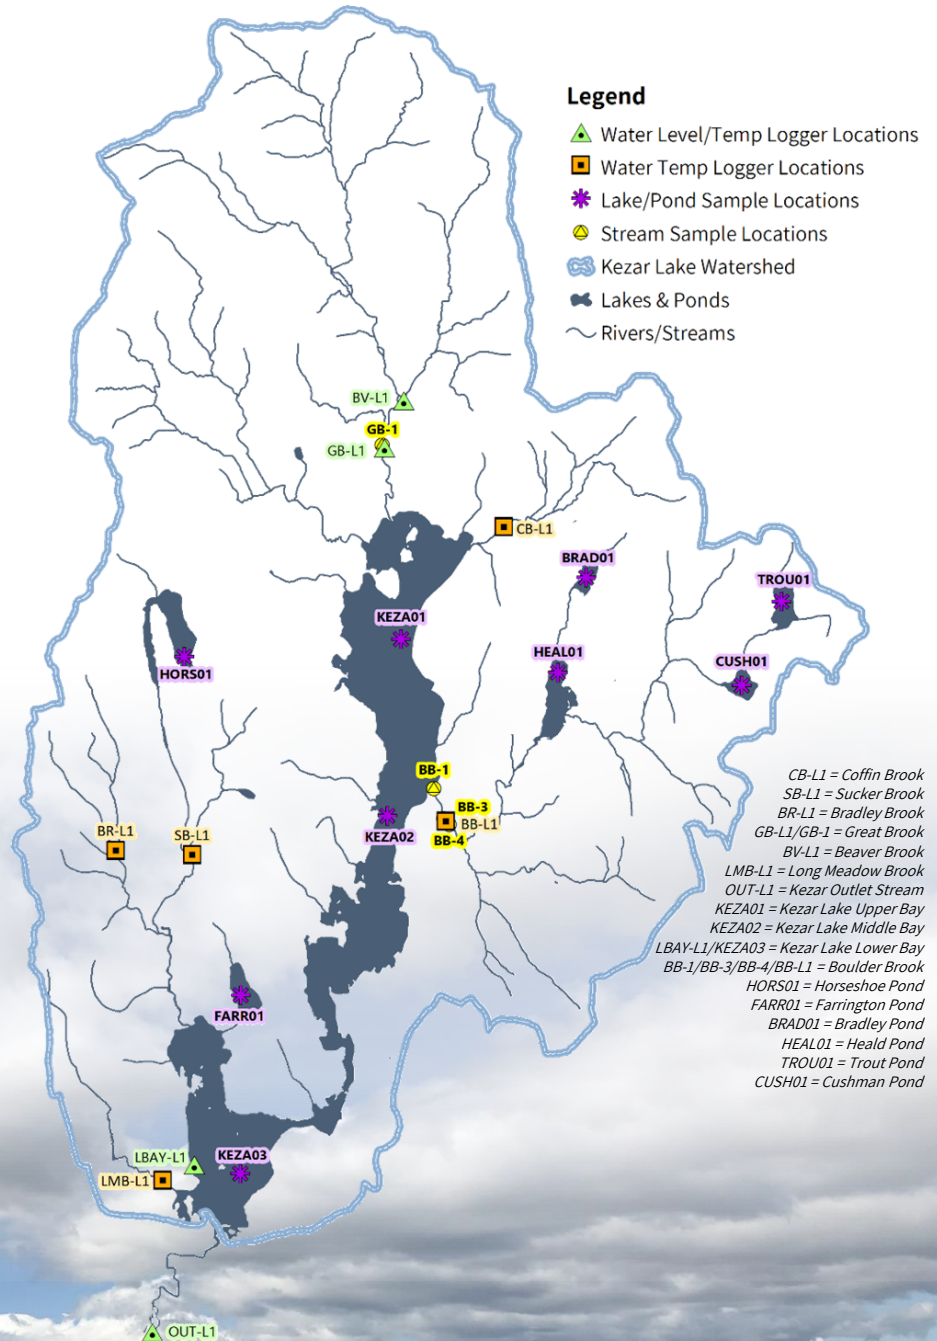 Legend
Water Level/Temp Logger Locations
Water Temp Logger Locations
Lake/Pond Sample Locations
Stream Sample Locations
Kezar Lake Watershed
Lakes & Ponds
Rivers/Streams
BV-L1
GB-1
GB-L1
CB-L1
BRAD01
TROU01
KEZA01
HEAL01
CUSH01
HORS01
BB-1
BB-3
BB-L1
BB-4
KEZA02
BR-L1
SB-L1
FARR01
LBAY-L1
KEZA03
LMB-L1
OUT-L1
CB-L1 = Coffin Brook
SB-L1 = Sucker Brook
BR-L1 = Bradley Brook
GB-L1/GB-1 = Great Brook
BV-L1 = Beaver Brook
LMB-L1 = Long Meadow Brook
OUT-L1 = Kezar Outlet Stream
KEZA01 = Kezar Lake Upper Bay
KEZA02 = Kezar Lake Middle Bay
LBAY-L1/KEZA03 = Kezar Lake Lower Bay
BB-1/BB-3/BB-4/BB-L1 = Boulder Brook
HORS01 = Horseshoe Pond
FARR01 = Farrington Pond
BRAD01 = Bradley Pond
HEAL01 = Heald Pond
TROU01 = Trout Pond
CUSH01 = Cushman Pond